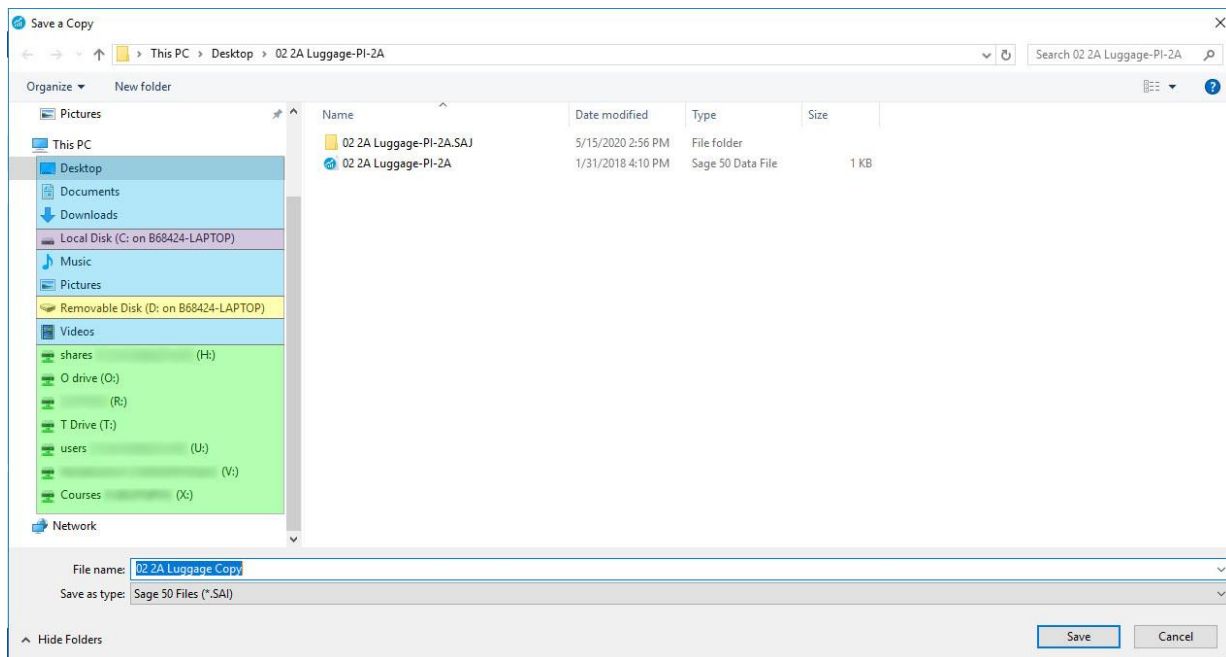 Save a Copy
This PC > Desktop > 02 2A Luggage-PI-2A
Search 02 2A Luggage-PI-2A
Organize
New folder
Pictures
This PC
Desktop
Documents
Downloads
Local Disk (C: on B68424-LAPTOP)
Music
Pictures
Removable Disk (D: on B68424-LAPTOP)
Videos
shares (H:)
O drive (O:)
(R:)
T Drive (T:)
users (U:)
(V:)
Courses (X:)
Network
Name Date modified Type Size
02 2A Luggage-PI-2A.SAJ 5/15/2020 2:56 PM File folder
02 2A Luggage-PI-2A 1/31/2018 4:10 PM Sage 50 Data File 1 KB
File name: 02 2A Luggage Copy
Save as type: Sage 50 Files (*.SAI)
Hide Folders
Save
Cancel